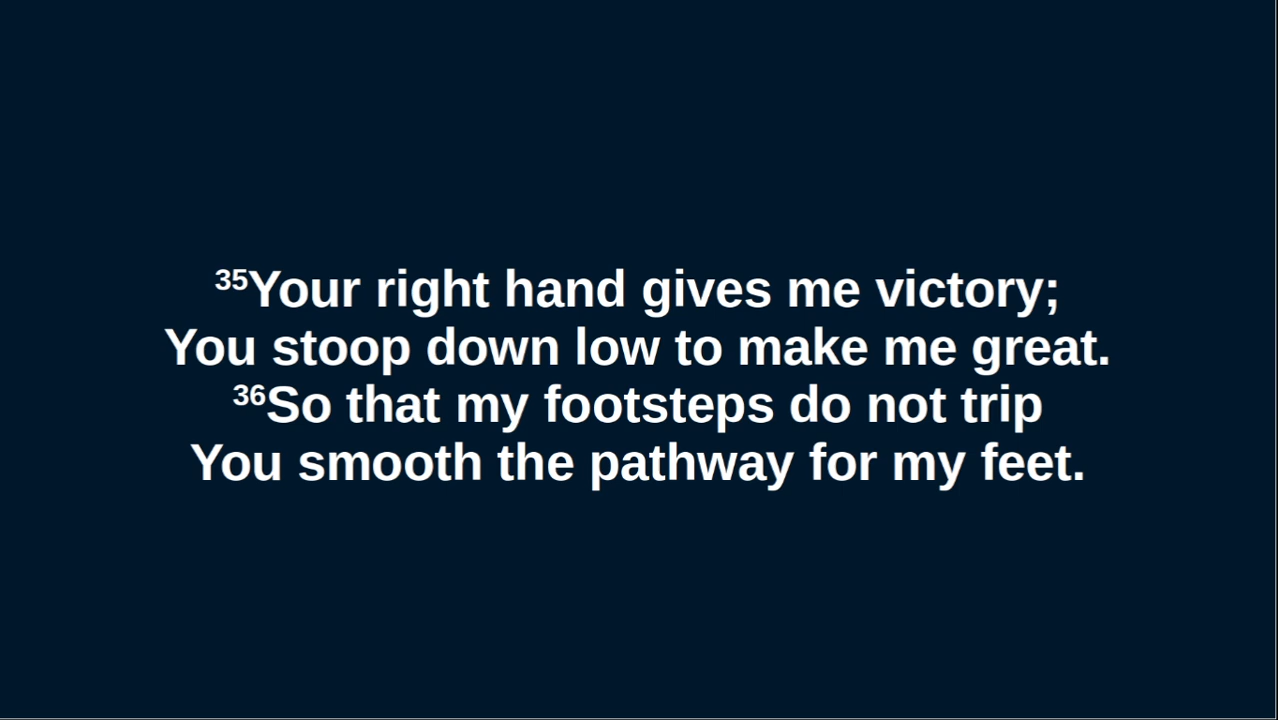 ³⁵Your right hand gives me victory;
You stoop down low to make me great.
³⁶So that my footsteps do not trip
You smooth the pathway for my feet.